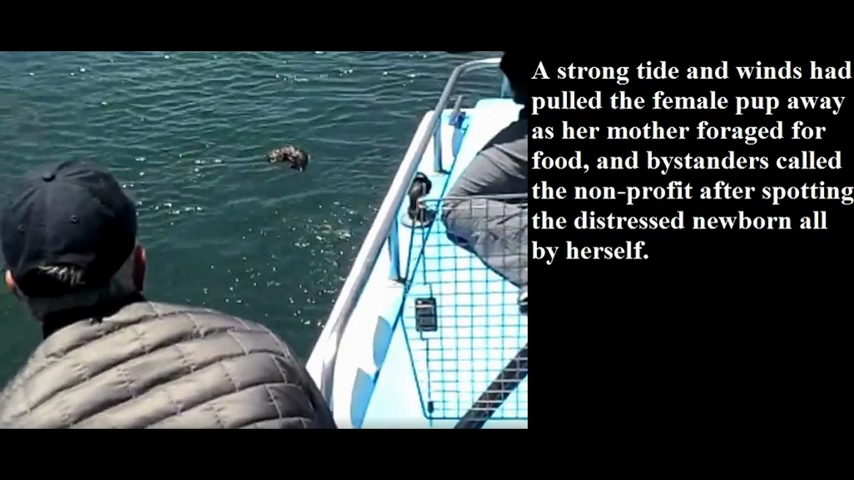 A strong tide and winds had
pulled the female pup away
as her mother foraged for
food, and bystanders called
the non-profit after spotting
the distressed newborn all
by herself.